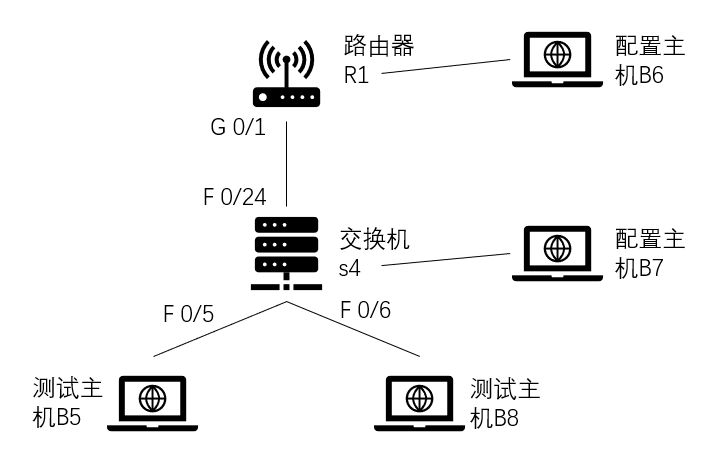 路由器
R1
配置主
机B6
G 0/1
F 0/24
交换机
s4
配置主
机B7
F 0/5
F 0/6
测试主
机B5
测试主
机B8